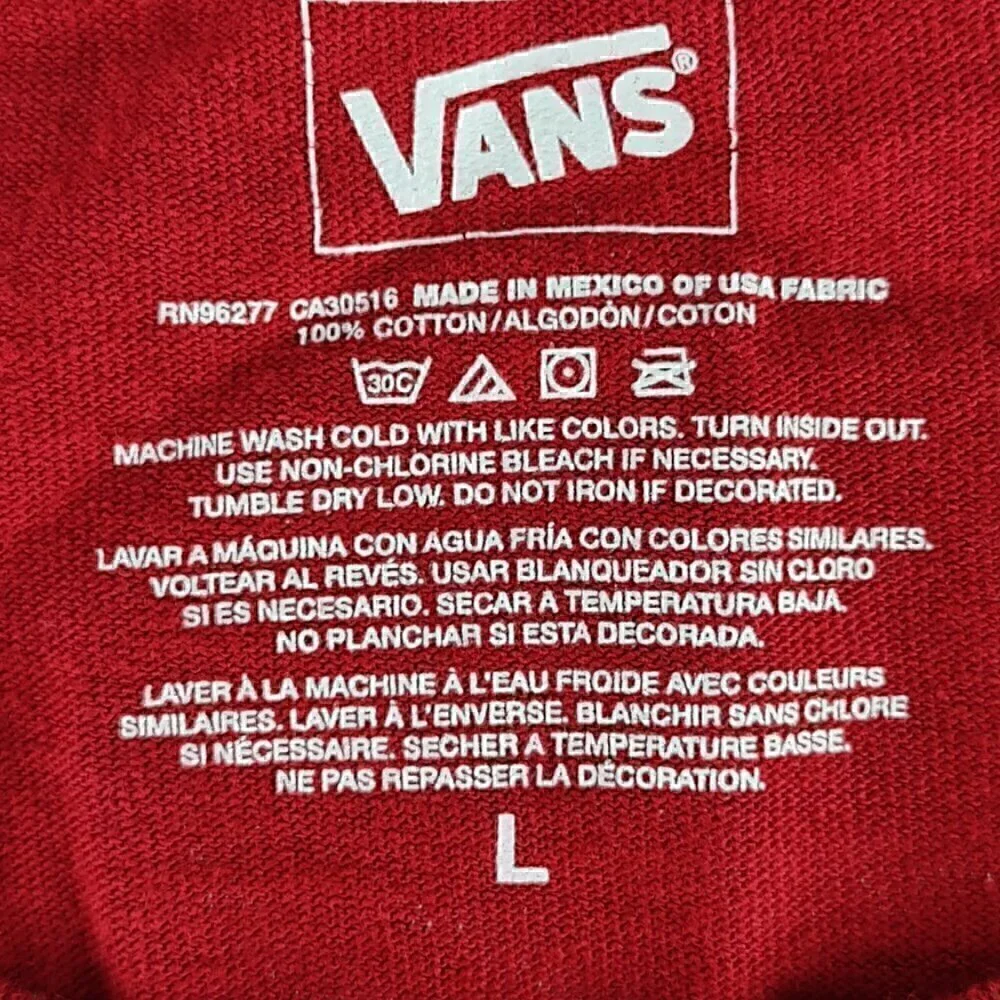 VANS®
RN96277 CA30516 MADE IN MEXICO OF USA FABRIC
100% COTTON/ALGODÒN/COTON
30C
MACHINE WASH COLD WITH LIKE COLORS. TURN INSIDE OUT.
USE NON-CHLORINE BLEACH IF NECESSARY.
TUMBLE DRY LOW. DO NOT IRON IF DECORATED.
LAVAR A MÁQUINA CON AGUA FRÍA CON COLORES SIMILARES.
VOLTEAR AL REVÉS. USAR BLANQUEADOR SIN CLORO
SI ES NECESARIO. SECAR A TEMPERATURA BAJA.
NO PLANCHAR SI ESTA DECORADA.
LAVER À LA MACHINE À L'EAU FROIDE AVEC COULEURS
SIMILAIRES. LAVER À L'ENVERSE. BLANCHIR SANS CHLORE
SI NÉCESSAIRE. SECHER A TEMPERATURE BASSE.
NE PAS REPASSER LA DÉCORATION.
L